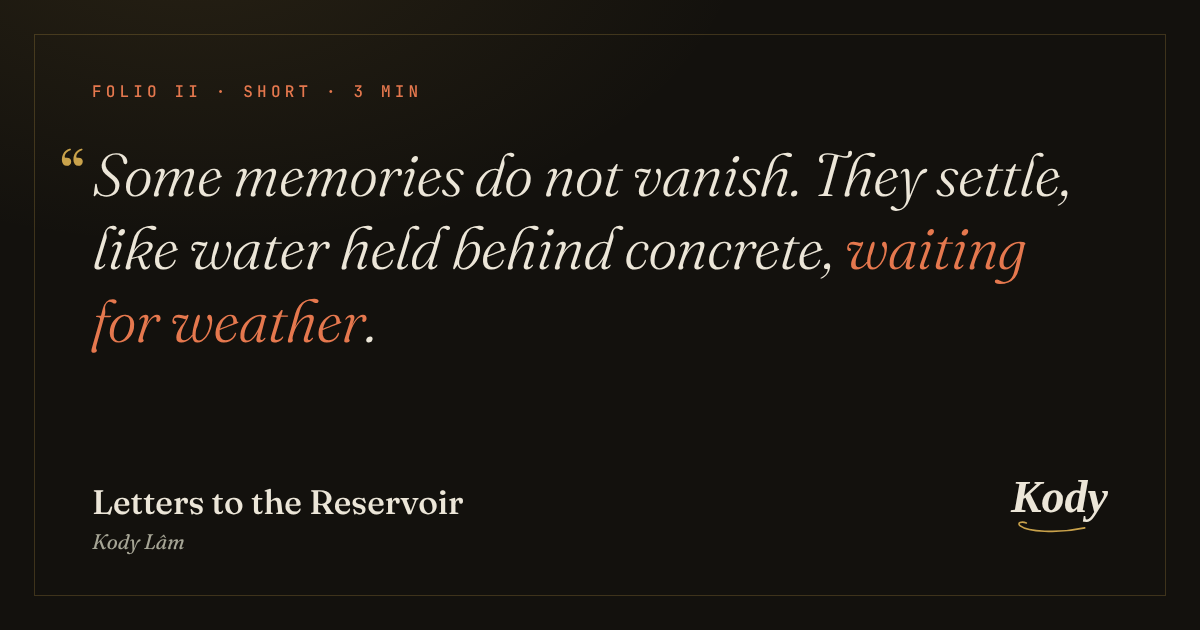 FOLIO II · SHORT · 3 MIN
“Some memories do not vanish. They settle,
like water held behind concrete, waiting
for weather.
Letters to the Reservoir
Kody Lâm
Kody